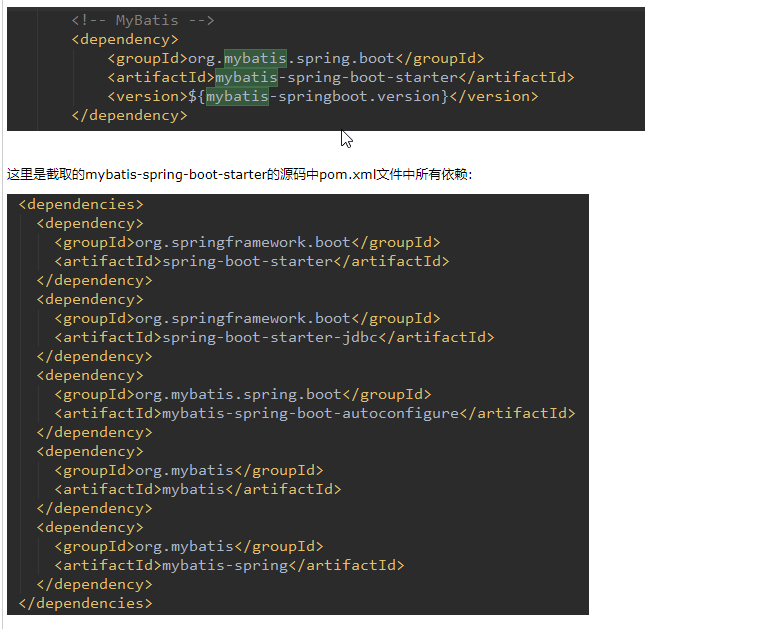 <!-- MyBatis -->
<dependency>
<groupId>org.mybatis.spring.boot</groupId>
<artifactId>mybatis-spring-boot-starter</artifactId>
<version>${mybatis-springboot.version}</version>
</dependency>
这里是截取的mybatis-spring-boot-starter的源码中pom.xml文件中所有依赖:
<dependencies>
<dependency>
<groupId>org.springframework.boot</groupId>
<artifactId>spring-boot-starter</artifactId>
</dependency>
<dependency>
<groupId>org.springframework.boot</groupId>
<artifactId>spring-boot-starter-jdbc</artifactId>
</dependency>
<dependency>
<groupId>org.mybatis.spring.boot</groupId>
<artifactId>mybatis-spring-boot-autoconfigure</artifactId>
</dependency>
<dependency>
<groupId>org.mybatis</groupId>
<artifactId>mybatis</artifactId>
</dependency>
<dependency>
<groupId>org.mybatis</groupId>
<artifactId>mybatis-spring</artifactId>
</dependency>
</dependencies>